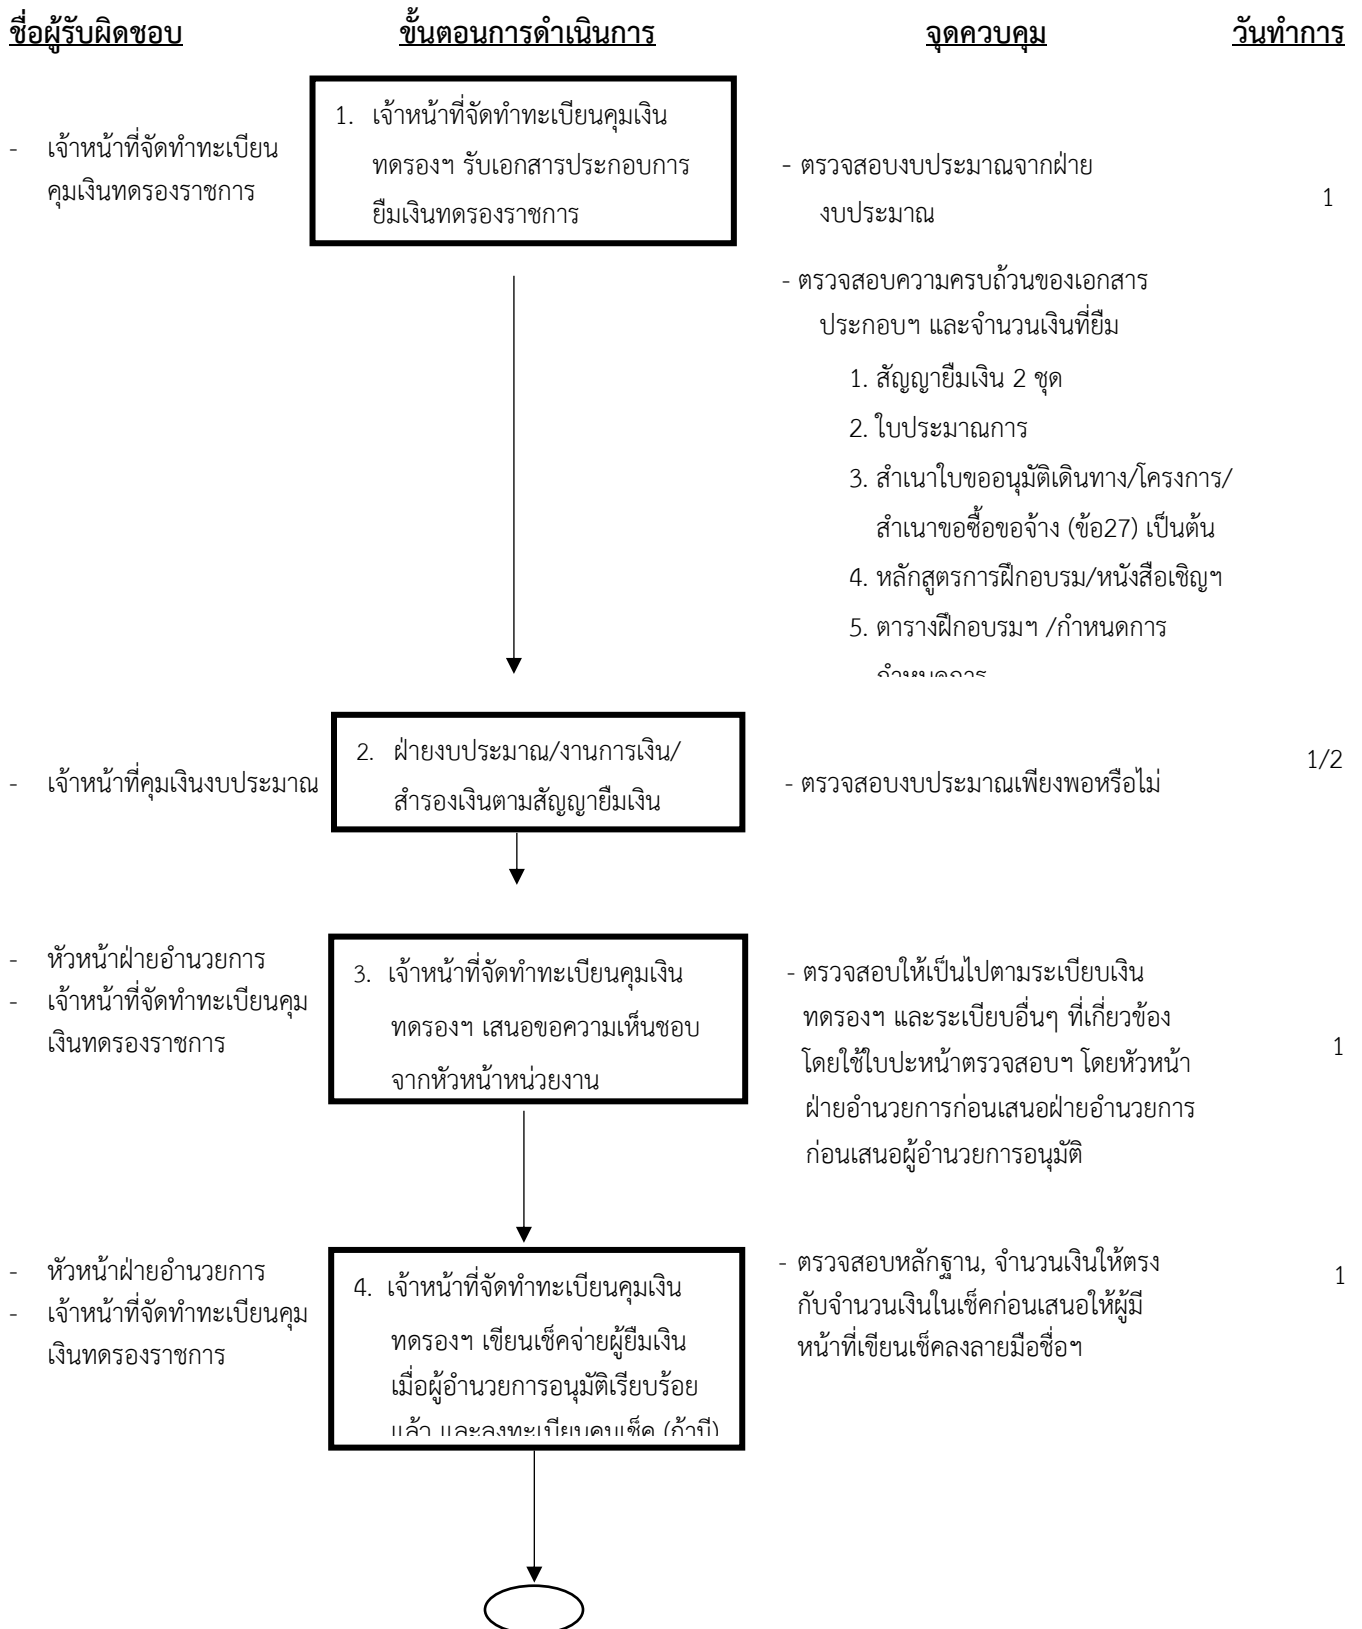 ชื่อผู้รับผิดชอบ ขั้นตอนการดำเนินการ จุดควบคุม วันทำการ
- เจ้าหน้าที่จัดทำทะเบียน
คุมเงินทดรองราชการ
1. เจ้าหน้าที่จัดทำทะเบียนคุมเงิน
ทดรองฯ รับเอกสารประกอบการ
ยืมเงินทดรองราชการ
- ตรวจสอบงบประมาณจากฝ่าย
งบประมาณ
1
- ตรวจสอบความครบถ้วนของเอกสาร
ประกอบฯ และจำนวนเงินที่ยืม
1. สัญญายืมเงิน 2 ชุด
2. ใบประมาณการ
3. สำเนาใบขออนุมัติเดินทาง/โครงการ/
สำเนาขอซื้อขอจ้าง (ข้อ27) เป็นต้น
4. หลักสูตรการฝึกอบรม/หนังสือเชิญฯ
5. ตารางฝึกอบรมฯ /กำหนดการ
กำหนดการ
- เจ้าหน้าที่คุมเงินงบประมาณ
2. ฝ่ายงบประมาณ/งานการเงิน/
สำรองเงินตามสัญญายืมเงิน
- ตรวจสอบงบประมาณเพียงพอหรือไม่
1/2
- หัวหน้าฝ่ายอำนวยการ
- เจ้าหน้าที่จัดทำทะเบียนคุม
เงินทดรองราชการ
3. เจ้าหน้าที่จัดทำทะเบียนคุมเงิน
ทดรองฯ เสนอขอความเห็นชอบ
จากหัวหน้าหน่วยงาน
- ตรวจสอบให้เป็นไปตามระเบียบเงิน
ทดรองฯ และระเบียบอื่นๆ ที่เกี่ยวข้อง
โดยใช้ใบปะหน้าตรวจสอบฯ โดยหัวหน้า
ฝ่ายอำนวยการก่อนเสนอฝ่ายอำนวยการ
ก่อนเสนอผู้อำนวยการอนุมัติ
1
- หัวหน้าฝ่ายอำนวยการ
- เจ้าหน้าที่จัดทำทะเบียนคุม
เงินทดรองราชการ
4. เจ้าหน้าที่จัดทำทะเบียนคุมเงิน
ทดรองฯ เขียนเช็คจ่ายผู้ยืมเงิน
เมื่อผู้อำนวยการอนุมัติเรียบร้อย
แล้ว และลงทะเบียนคุมเช็ค (ถ้ามี)
- ตรวจสอบหลักฐาน, จำนวนเงินให้ตรง
กับจำนวนเงินในเช็คก่อนเสนอให้ผู้มี
หน้าที่เขียนเช็คลงลายมือชื่อฯ
1